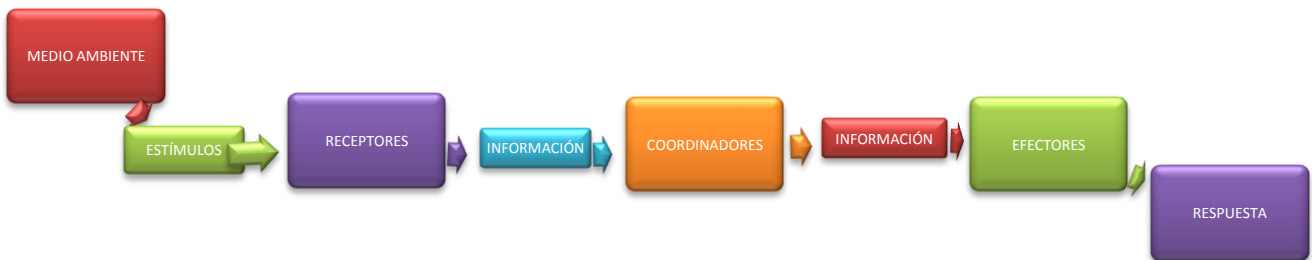 MEDIO AMBIENTE
ESTÍMULOS
RECEPTORES
INFORMACIÓN
COORDINADORES
INFORMACIÓN
EFECTORES
RESPUESTA